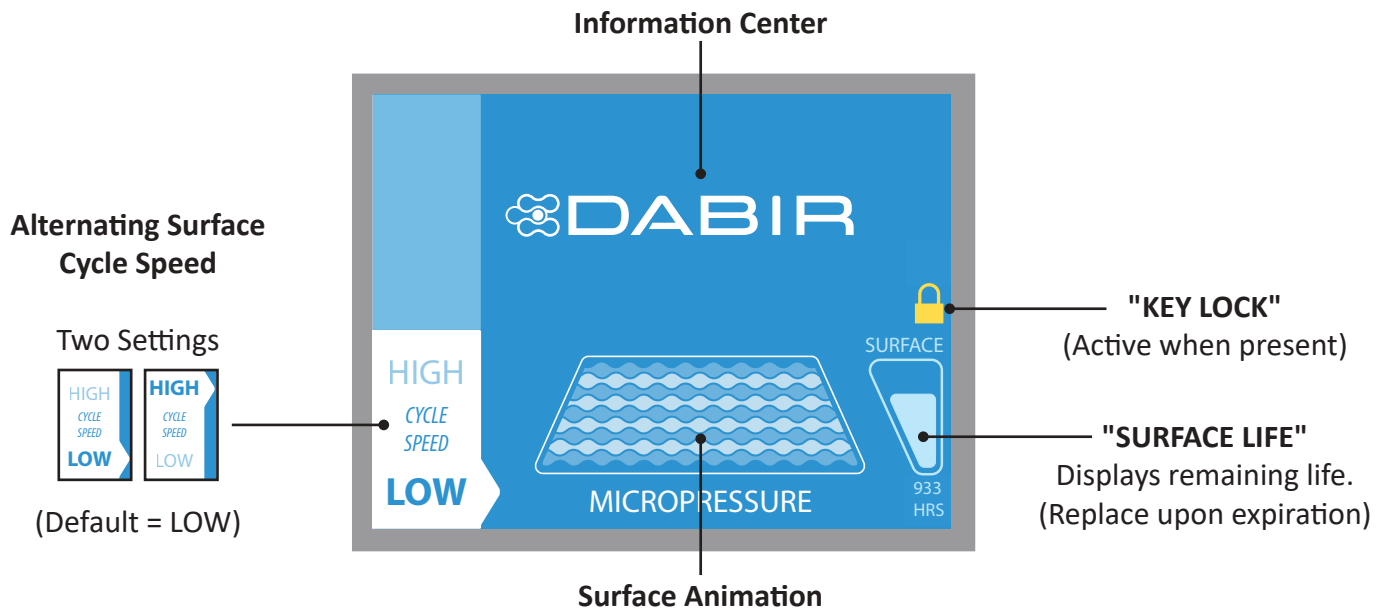 Information Center
DABIR
Alternating Surface
Cycle Speed
Two Settings
HIGH
CYCLE
SPEED
LOW
HIGH
CYCLE
SPEED
LOW
(Default = LOW)
HIGH
CYCLE
SPEED
LOW
MICROPRESSURE
SURFACE
933
HRS
"KEY LOCK"
(Active when present)
"SURFACE LIFE"
Displays remaining life.
(Replace upon expiration)
Surface Animation